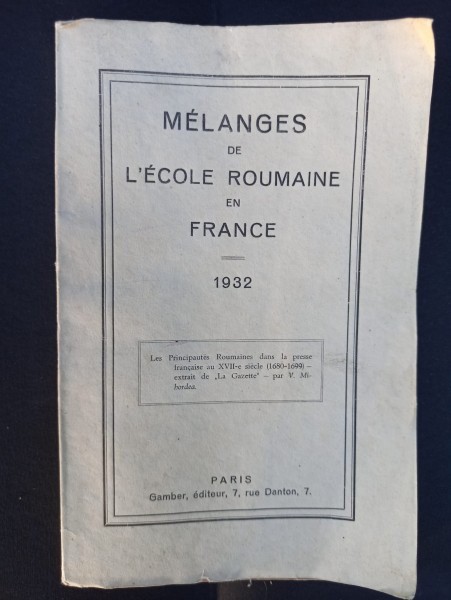 MÉLANGES
DE
L'ÉCOLE ROUMAINE
EN
FRANCE
1932
Les Principautés Roumaines dans la presse
française au XVII-e siècle (1680-1699) –
extrait de „La Gazette" – par V. Mi-
hordea.
PARIS
Gamber, éditeur, 7, rue Danton, 7.